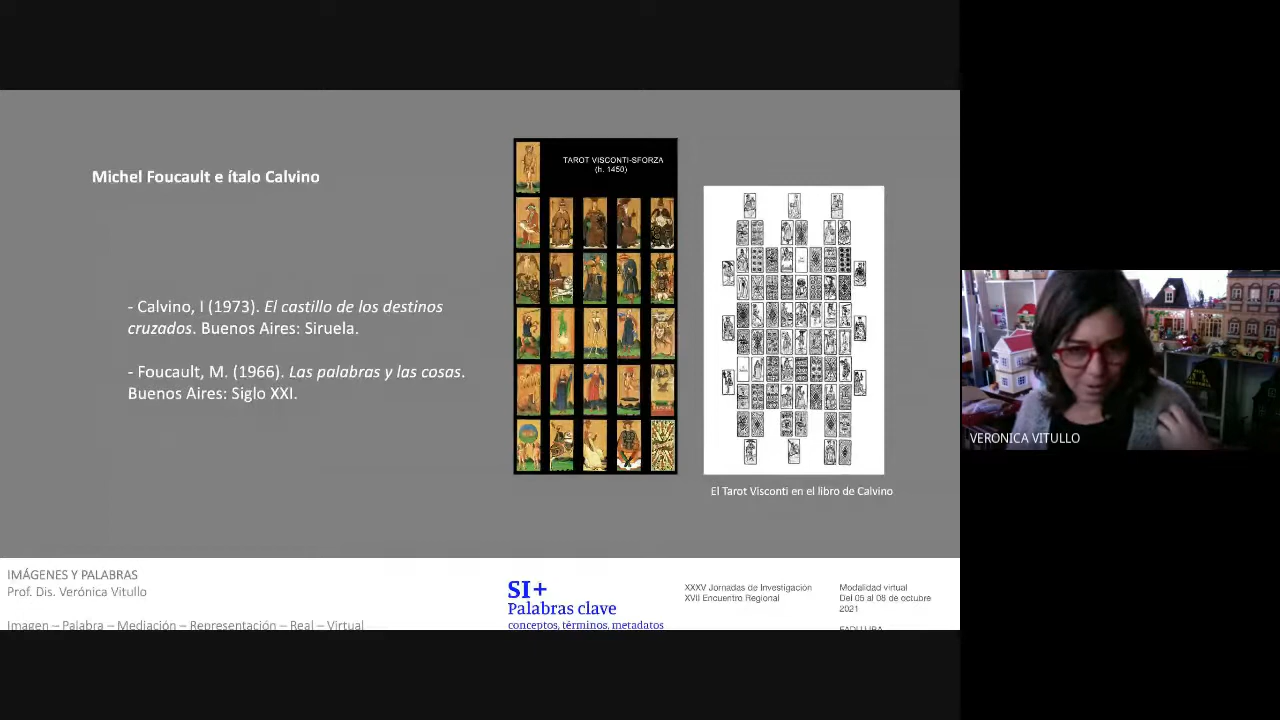 Michel Foucault e ítalo Calvino
- Calvino, I (1973). El castillo de los destinos
cruzados. Buenos Aires: Siruela.
- Foucault, M. (1966). Las palabras y las cosas.
Buenos Aires: Siglo XXI.
TAROT VISCONTI-SFORZA
(h. 1450)
El Tarot Visconti en el libro de Calvino
VERONICA VITULLO
IMÁGENES Y PALABRAS
Prof. Dis. Verónica Vitullo
Imagen – Palabra – Mediación – Representación – Real – Virtual
SI+
Palabras clave
conceptos, términos, metadatos
XXXV Jornadas de Investigación
XVII Encuentro Regional
Modalidad virtual
Del 05 al 08 de octubre
2021
FADU UBA